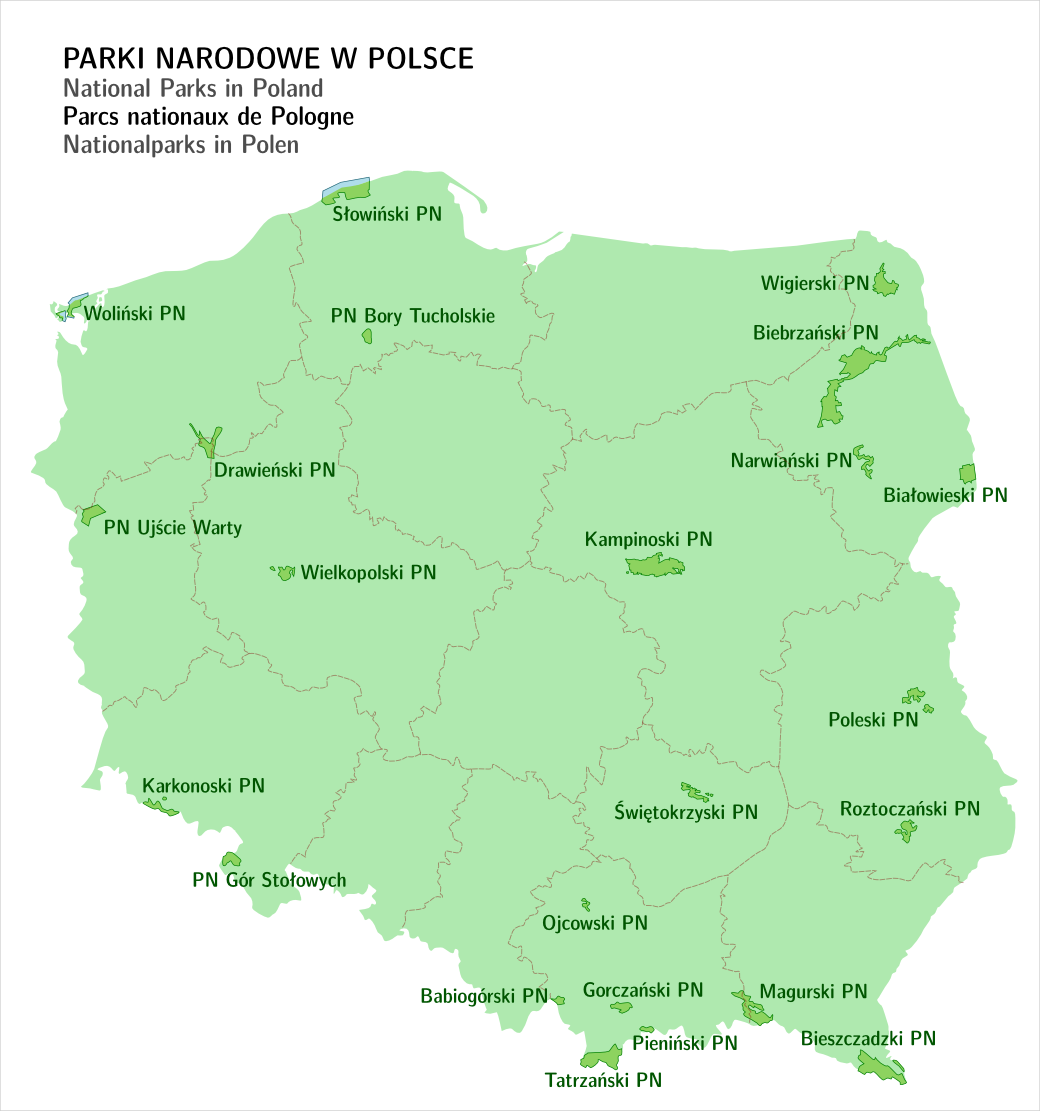 PARKI NARODOWE W POLSCE
National Parks in Poland
Parcs nationaux de Pologne
Nationalparks in Polen
Słowiński PN
Wigierski PN
Woliński PN
PN Bory Tucholskie
Biebrzański PN
Narwiański PN
Drawieński PN
Białowieski PN
PN Ujście Warty
Kampinoski PN
Wielkopolski PN
Poleski PN
Karkonoski PN
Roztoczański PN
Świętokrzyski PN
PN Gór Stołowych
Ojcowski PN
Gorczański PN
Magurski PN
Babiogórski PN
Bieszczadzki PN
Pieniński PN
Tatrzański PN